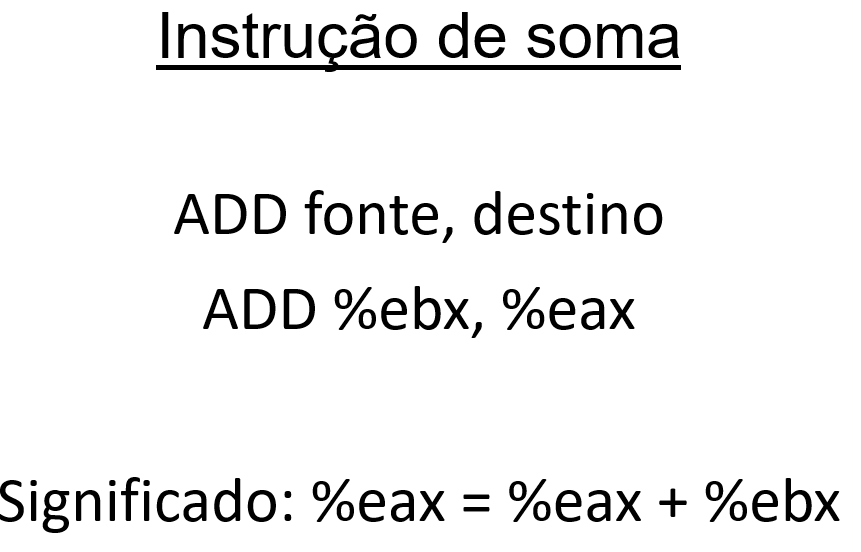 Instrução de soma
ADD fonte, destino
ADD %ebx, %eax
Significado: %eax = %eax + %ebx